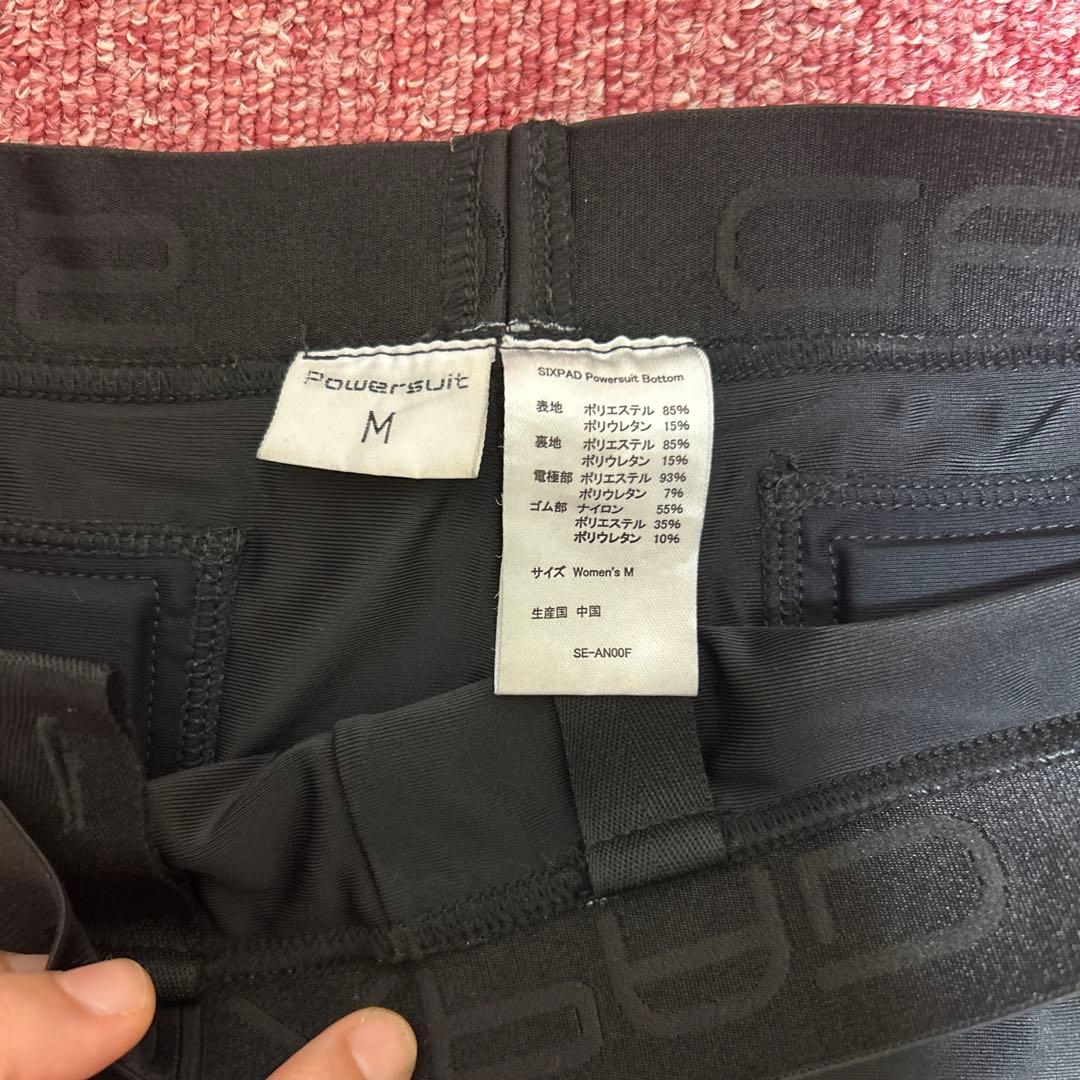 Powersuit
M
SIXPAD Powersuit Bottom
表地 ポリエステル 85%
ポリウレタン 15%
裏地 ポリエステル 85%
ポリウレタン 15%
電極部 ポリエステル 93%
ポリウレタン 7%
ゴム部 ナイロン 55%
ポリエステル 35%
ポリウレタン 10%
サイズ Women's M
生産国 中国
SE-AN00F